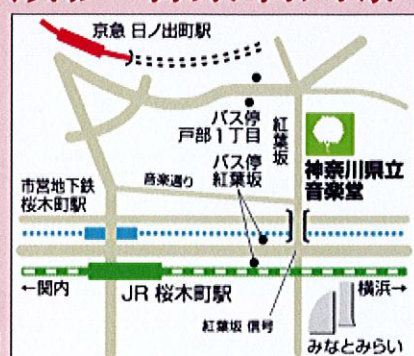 京急 日ノ出町駅
バス停
戸部1丁目
紅葉坂
バス停
紅葉坂
神奈川県立
音楽堂
市営地下鉄
桜木町駅
音楽通り
←関内
JR 桜木町駅
横浜→
紅葉坂 信号
みなとみらい